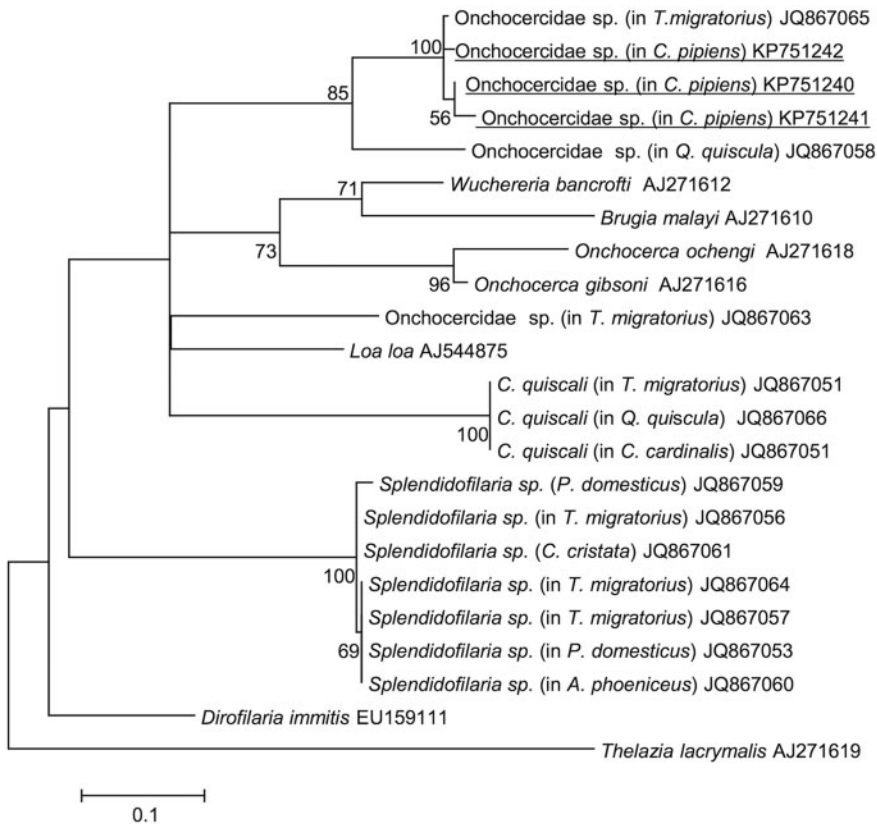 Onchocercidae sp. (in T.migratorius) JQ867065
100
Onchocercidae sp. (in C. pipiens) KP751242
Onchocercidae sp. (in C. pipiens) KP751240
85
56
Onchocercidae sp. (in C. pipiens) KP751241
Onchocercidae sp. (in Q. quiscula) JQ867058
71
Wuchereria bancrofti AJ271612
Brugia malayi AJ271610
73
Onchocerca ochengi AJ271618
96
Onchocerca gibsoni AJ271616
Onchocercidae sp. (in T. migratorius) JQ867063
Loa loa AJ544875
C. quiscali (in T. migratorius) JQ867051
C. quiscali (in Q. quiscula) JQ867066
100
C. quiscali (in C. cardinalis) JQ867051
Splendidofilaria sp. (P. domesticus) JQ867059
Splendidofilaria sp. (in T. migratorius) JQ867056
Splendidofilaria sp. (C. cristata) JQ867061
100
Splendidofilaria sp. (in T. migratorius) JQ867064
Splendidofilaria sp. (in T. migratorius) JQ867057
69
Splendidofilaria sp. (in P. domesticus) JQ867053
Splendidofilaria sp. (in A. phoeniceus) JQ867060
Dirofilaria immitis EU159111
Thelazia lacrymalis AJ271619
0.1